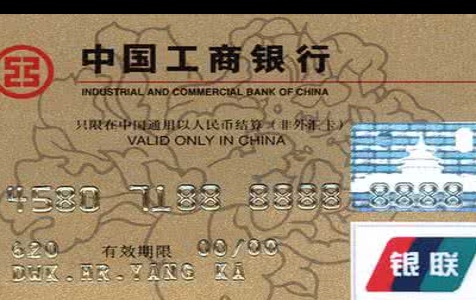 中国工商银行
INDUSTRIAL AND COMMERCIAL BANK OF CHINA
只限在中国通用以人民币结算（非外汇卡）
VALID ONLY IN CHINA
4580 7188 8888 8888
620 有效期限 00/00
DWK.HR.YANG KA
银联